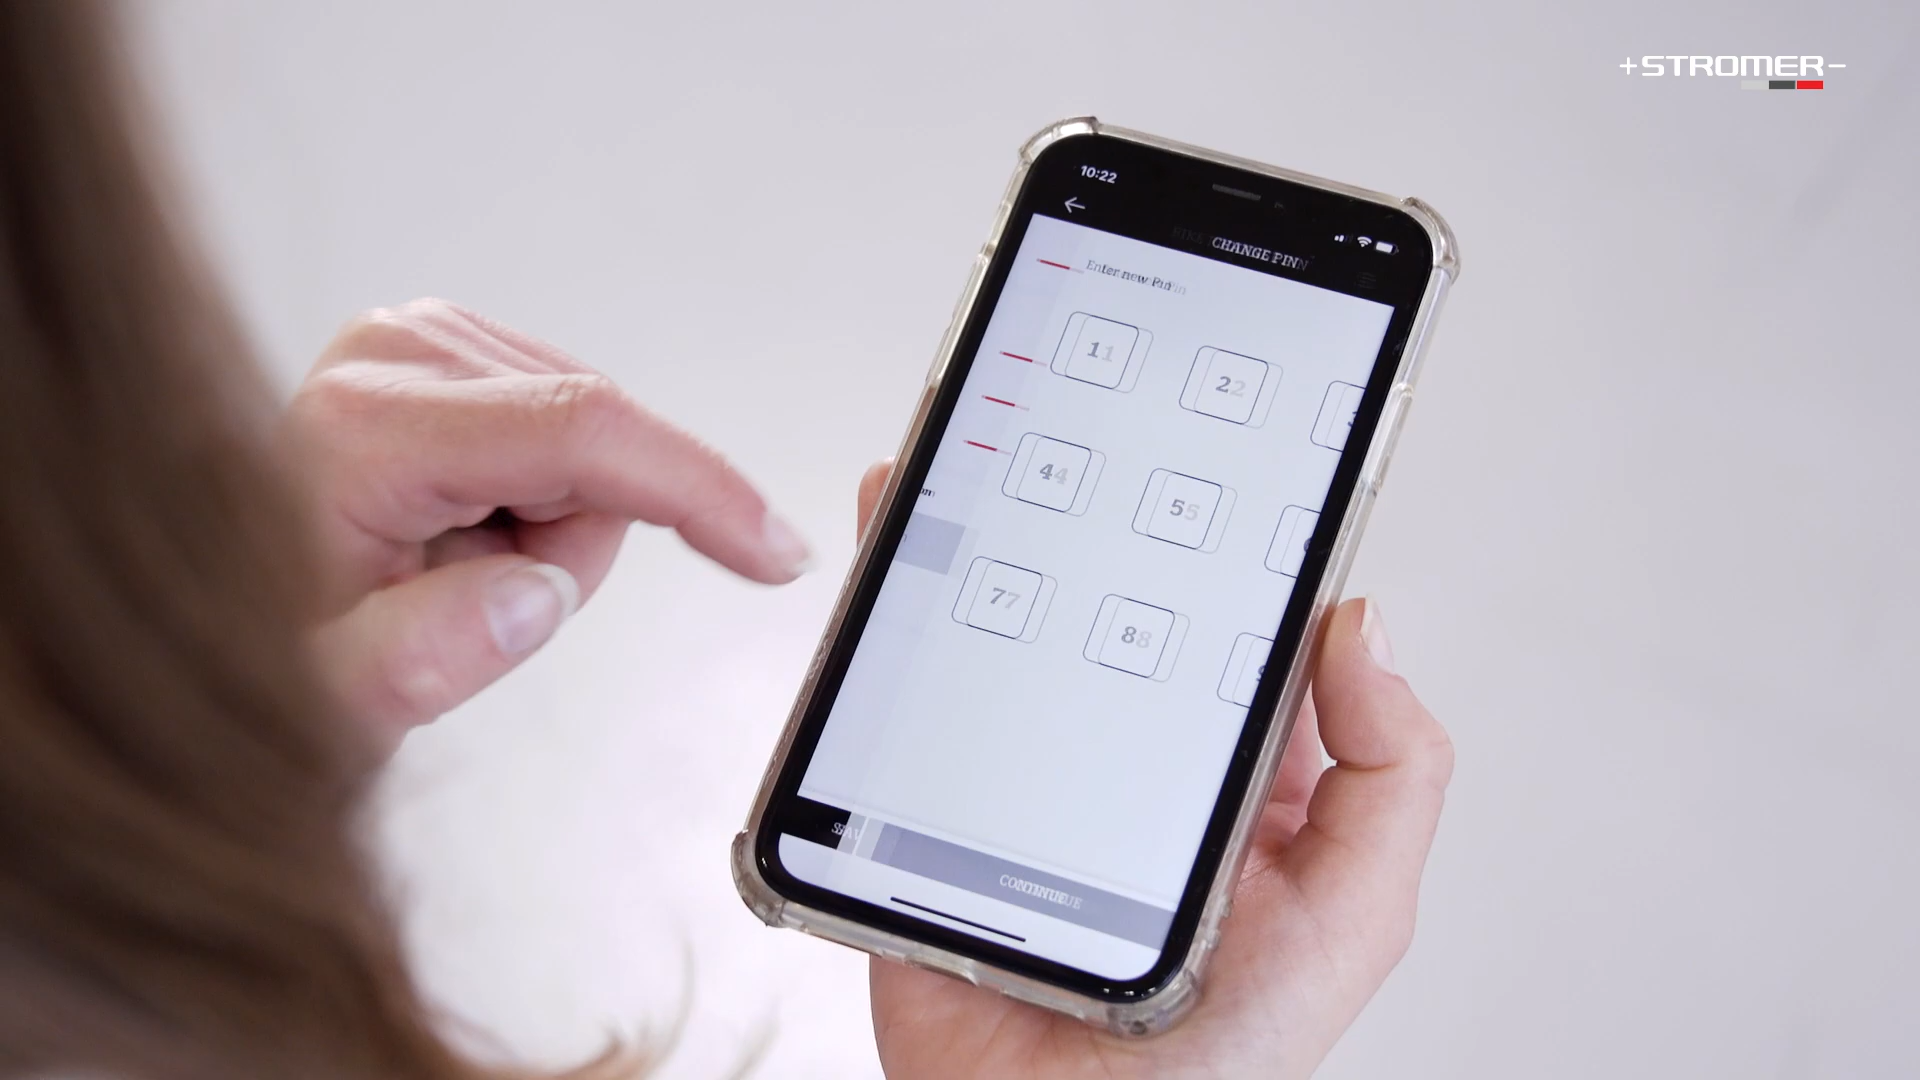 +STROMER-
10:22
CHANGE PIN
Enter new Pin
1 2
4 5
7 8
CONTINUE